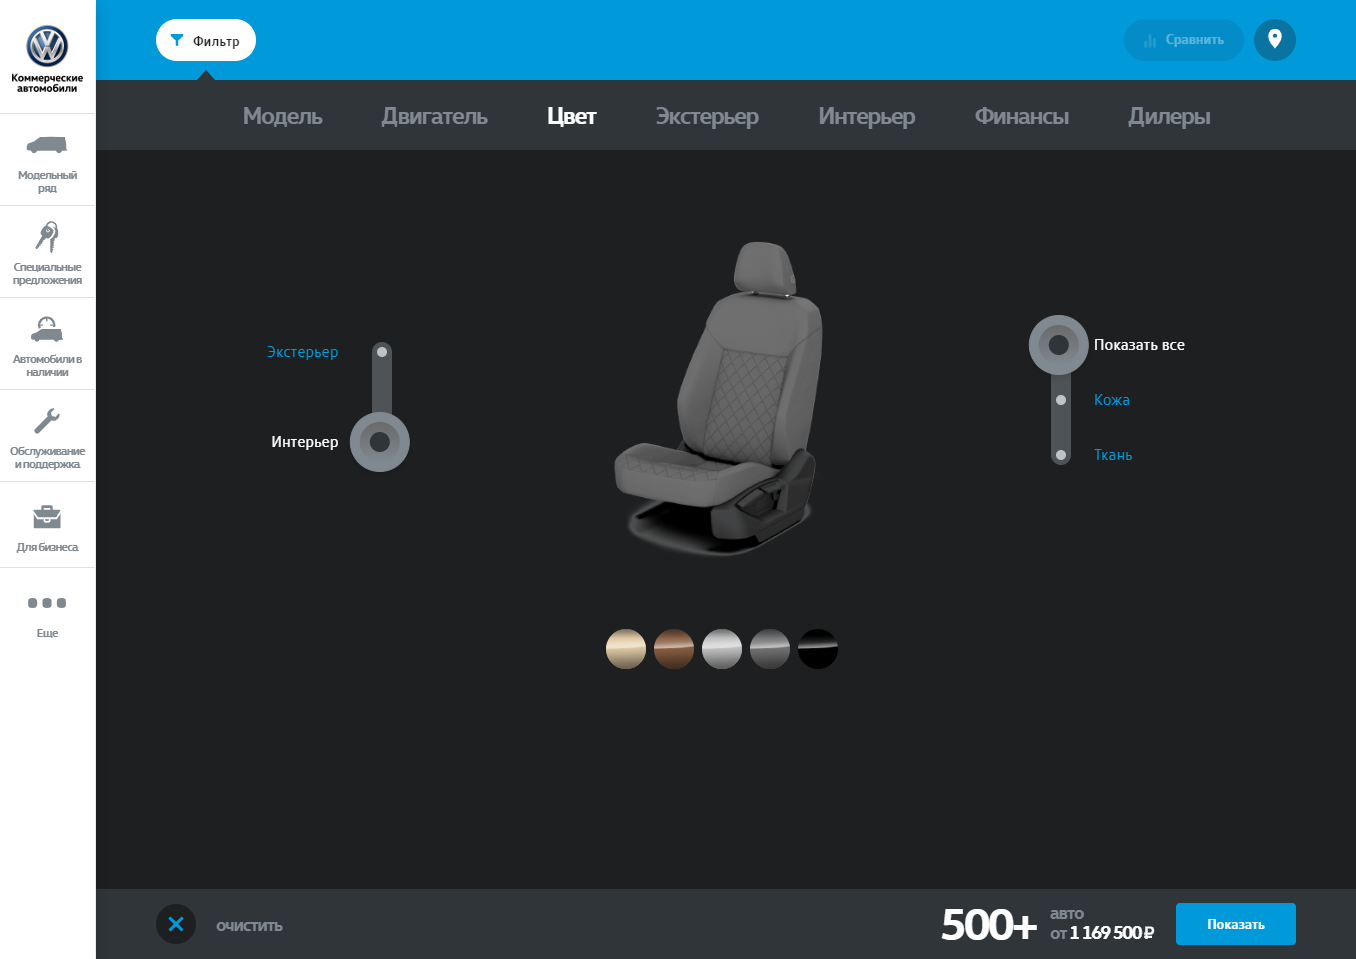 Коммерческие
автомобили
Модельный
ряд
Специальные
предложения
Автомобили в
наличии
Обслуживание
и поддержка
Для бизнеса
Еще
Фильтр
Сравнить
Модель
Двигатель
Цвет
Экстерьер
Интерьер
Финансы
Дилеры
Экстерьер
Интерьер
Показать все
Кожа
Ткань
очистить
500+
авто
от 1 169 500 ₽
Показать